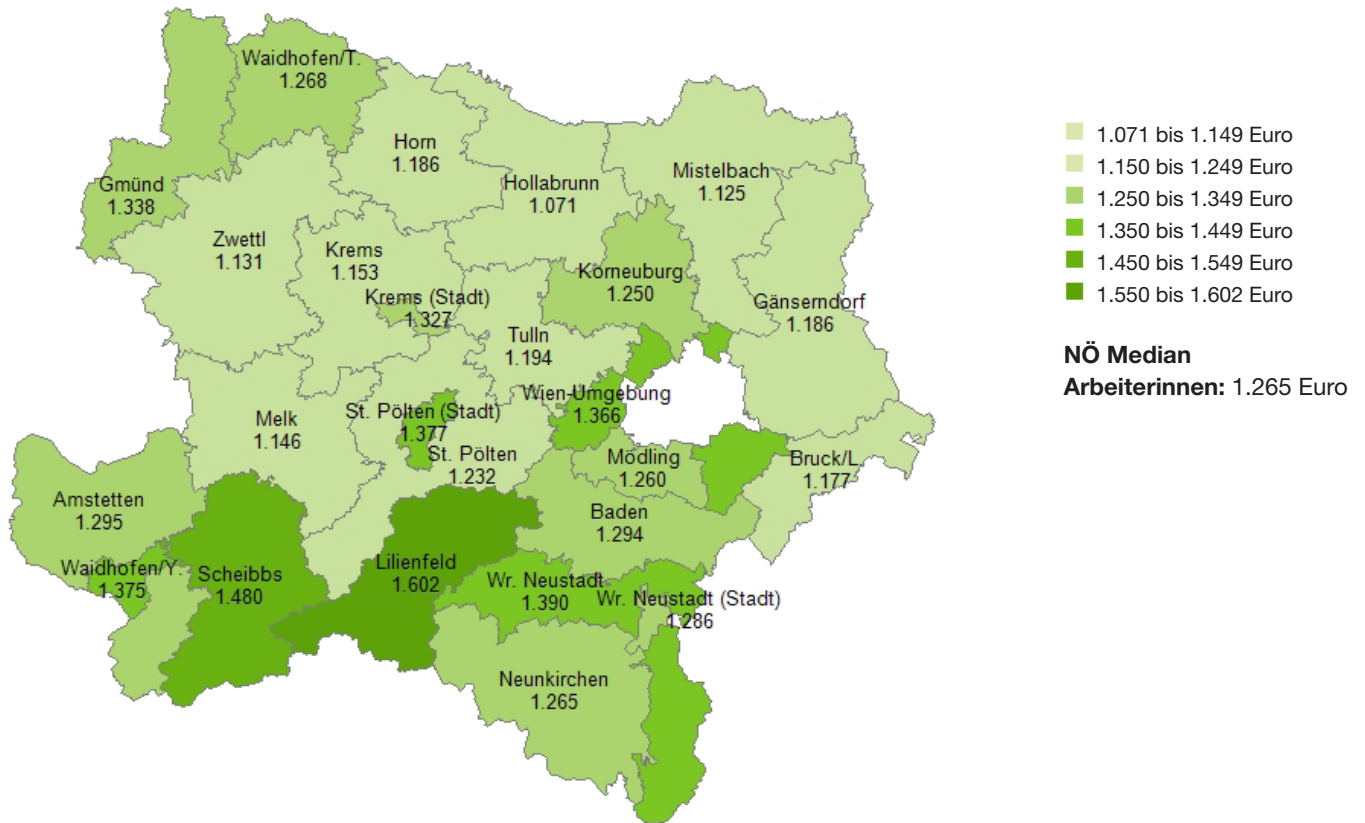 Waidhofen/T.
1.268
Horn
1.186
Hollabrunn
1.071
Mistelbach
1.125
Gmünd
1.338
Zwettl
1.131
Krems
1.153
Krems (Stadt)
1.327
Korneuburg
1.250
Gänserndorf
1.186
Tulln
1.194
Wien-Umgebung
1.366
Melk
1.146
St. Pölten (Stadt)
1.377
St. Pölten
1.232
Mödling
1.260
Bruck/L.
1.177
Amstetten
1.295
Baden
1.294
Waidhofen/Y.
1.375
Scheibbs
1.480
Lilienfeld
1.602
Wr. Neustadt
1.390
Wr. Neustadt (Stadt)
1.286
Neunkirchen
1.265
1.071 bis 1.149 Euro
1.150 bis 1.249 Euro
1.250 bis 1.349 Euro
1.350 bis 1.449 Euro
1.450 bis 1.549 Euro
1.550 bis 1.602 Euro
NÖ Median
Arbeiterinnen: 1.265 Euro